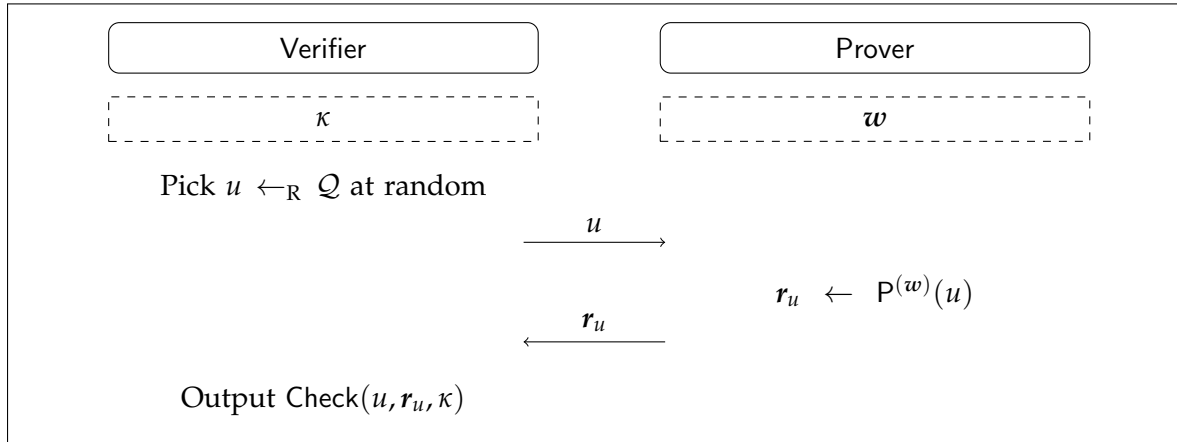 Verifier
Prover
κ
w
Pick u ←R Q at random
u
r_u ← P^(w)(u)
r_u
Output Check(u, r_u, κ)